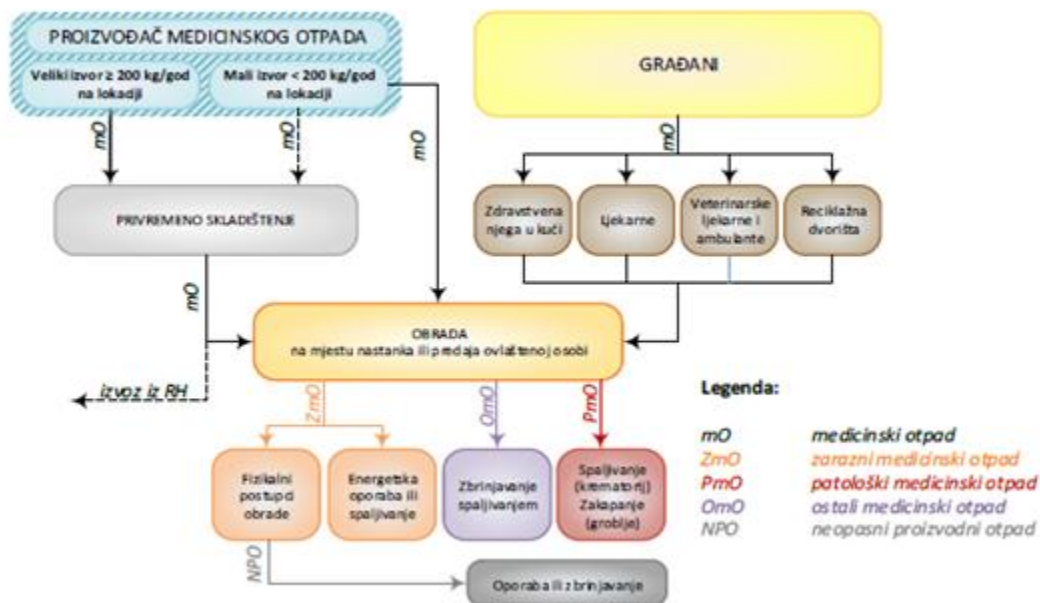 PROIZVOĐAČ MEDICINSKOG OTPADA
Veliki izvor ≥ 200 kg/god
na lokaciji
Mali izvor < 200 kg/god
na lokaciji
GRAĐANI
mO
mO
mO
mO
PRIVREMENO SKLADIŠTENJE
Zdravstvena
njega u kući
Ljekarne
Veterinarske
ljekarne i
ambulante
Reciklažna
dvorišta
mO
OBRADA
na mjestu nastanka ili predaja ovlaštenoj osobi
izvoz iz RH
ZmO
OmO
PmO
Fizikalni
postupci
obrade
Energetska
oporaba ili
spaljivanje
Zbrinjavanje
spaljivanjem
Spaljivanje
(krematorij)
Zakapanje
(groblje)
NPO
Oporaba ili zbrinjavanje
Legenda:
mO medicinski otpad
ZmO zarazni medicinski otpad
PmO patološki medicinski otpad
OmO ostali medicinski otpad
NPO neopasni proizvodni otpad